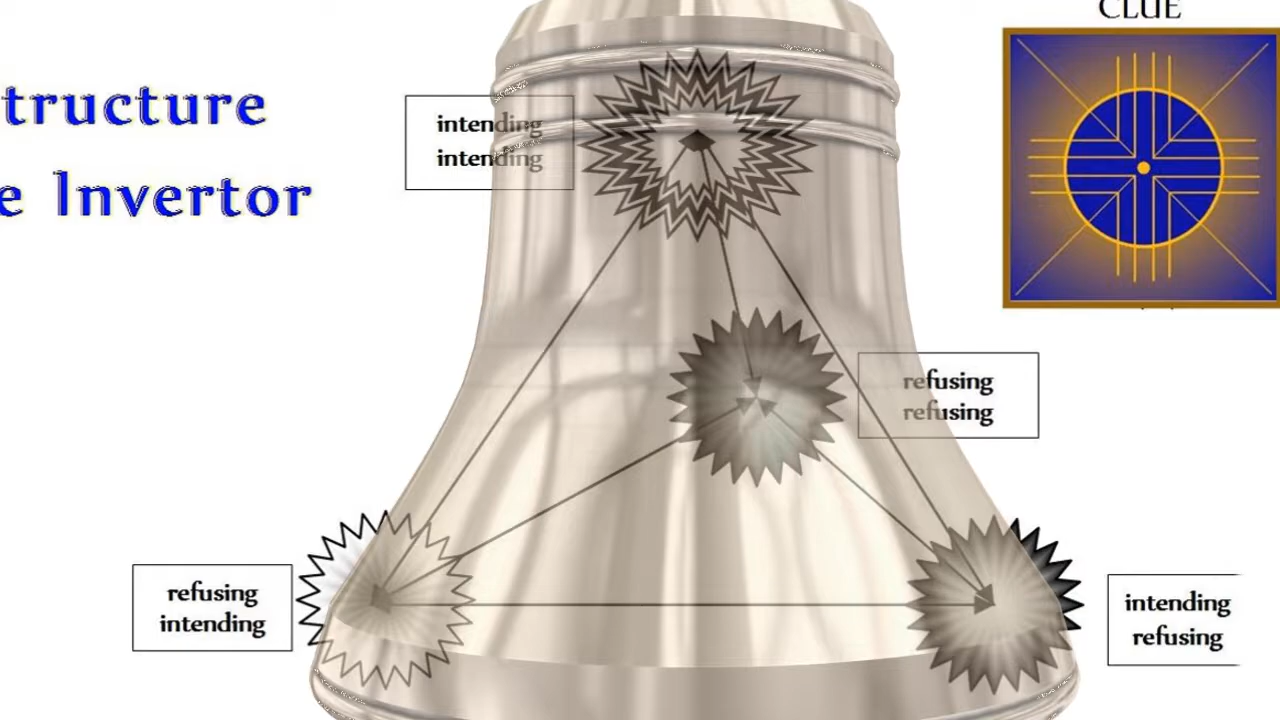 CLUE
tructure
e Invertor
intending
intending
refusing
refusing
refusing
intending
intending
refusing